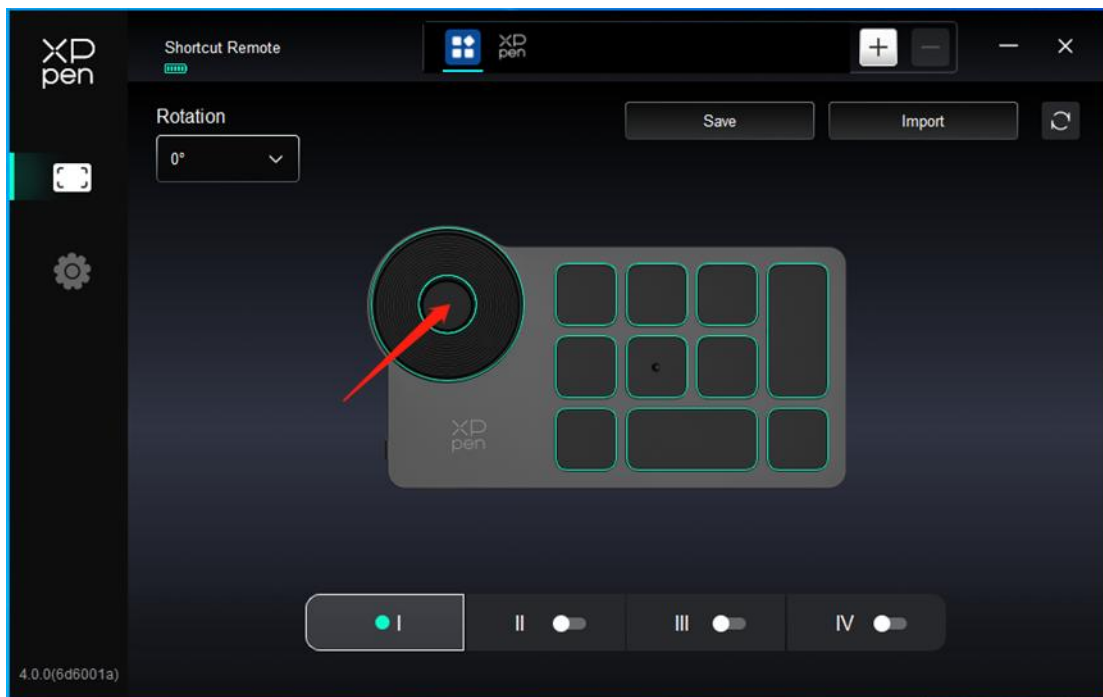 XP
pen
Shortcut Remote
XP
pen
+
Rotation
Save
Import
0°
XP
pen
I
II
III
IV
4.0.0(6d6001a)